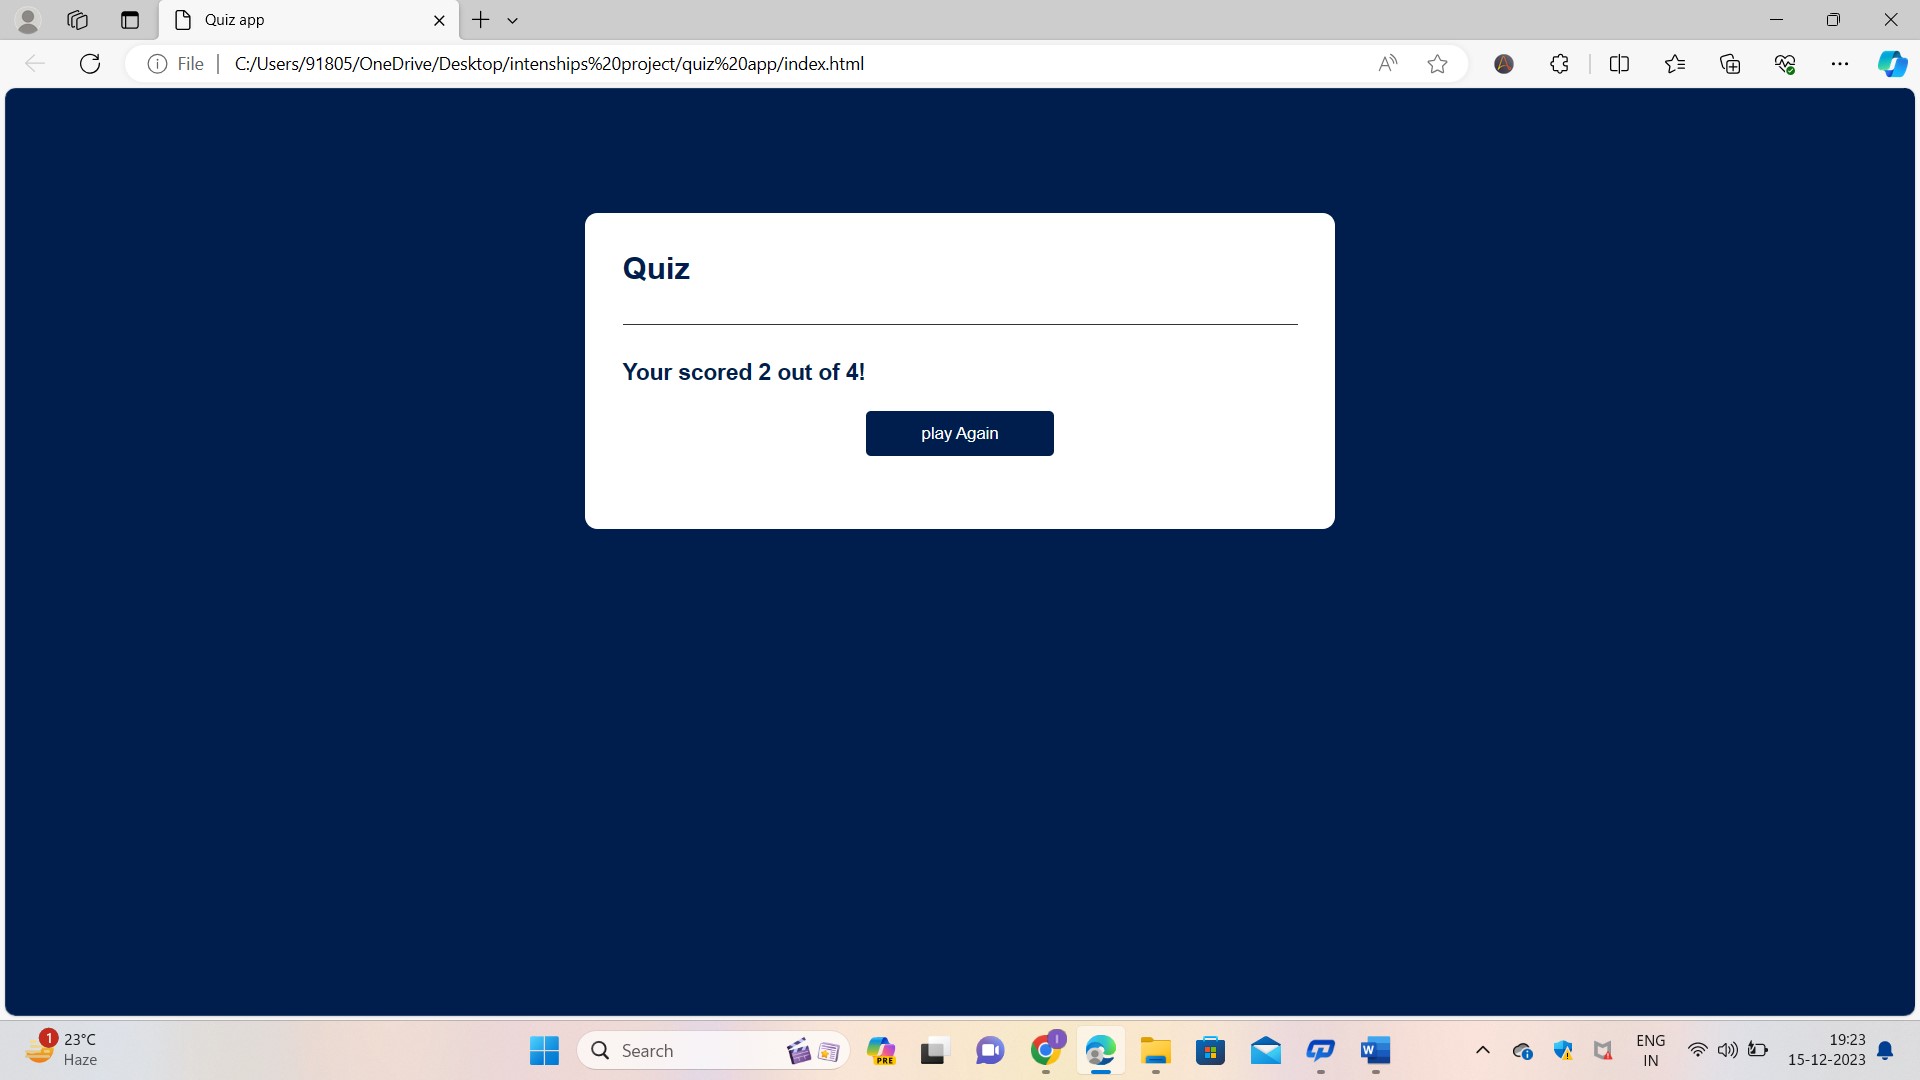 Quiz app
File
C:/Users/91805/OneDrive/Desktop/intenships%20project/quiz%20app/index.html
Quiz
Your scored 2 out of 4!
play Again
1
23°C
Haze
Search
PRE
I
W
ENG
IN
19:23
15-12-2023